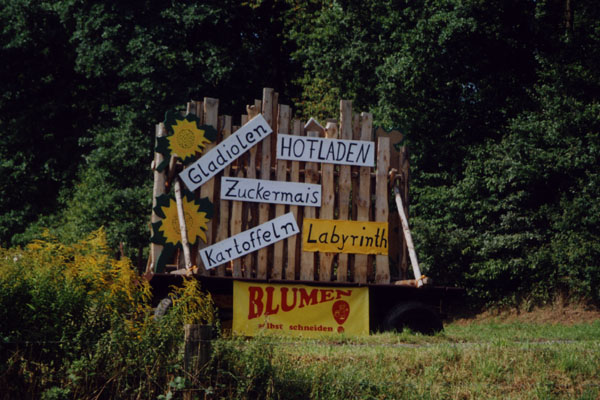 Gladiolen
HOFLADEN
Zuckermais
Kartoffeln
Labyrinth
BLUMEN
selbst schneiden